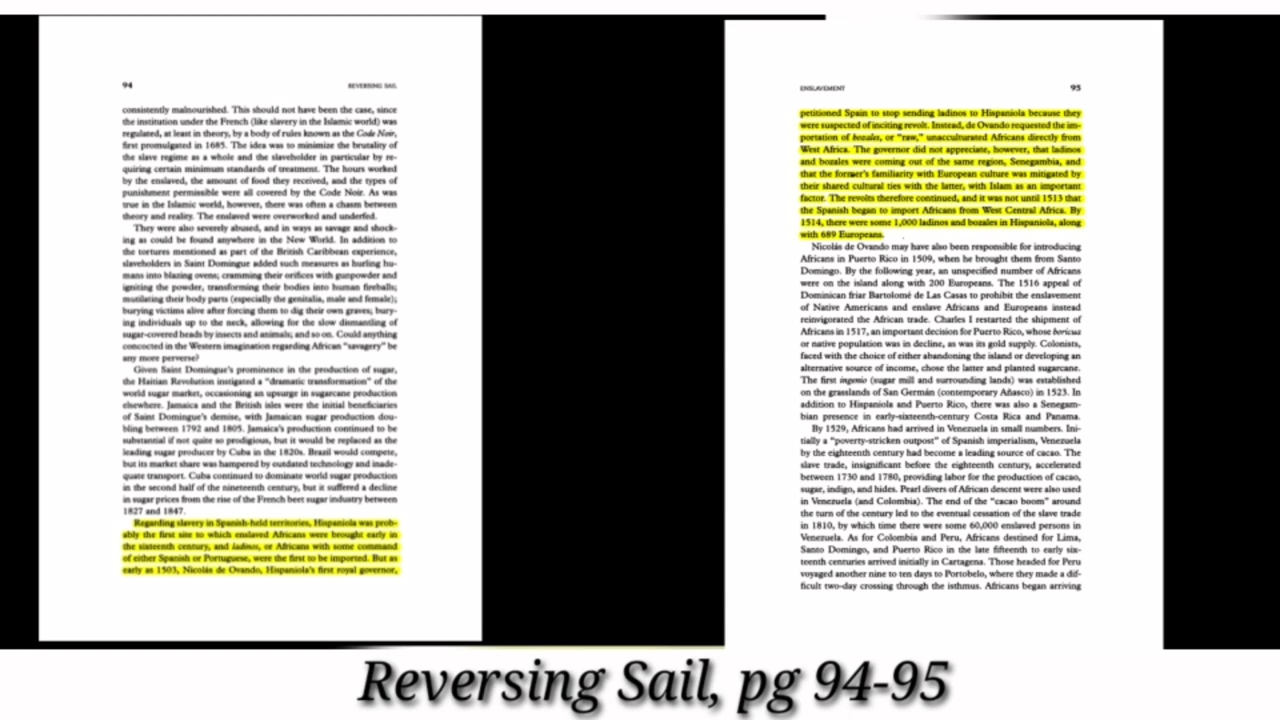 94
REVERSING SAIL
consistently malnourished. This should not have been the case, since
the institution under the French (like slavery in the Islamic world) was
regulated, at least in theory, by a body of rules known as the Code Noir,
first promulgated in 1685. The idea was to minimize the brutality of
the slave regime as a whole and the slaveholder in particular by re-
quiring certain minimum standards of treatment. The hours worked
by the enslaved, the amount of food they received, and the types of
punishment permissible were all covered by the Code Noir. As was
true in the Islamic world, however, there was often a chasm between
theory and reality. The enslaved were overworked and underfed.
They were also severely abused, and in ways as savage and shock-
ing as could be found anywhere in the New World. In addition to
the tortures mentioned as part of the British Caribbean experience,
slaveholders in Saint Domingue added such measures as hurling hu-
mans into blazing ovens; cramming their orifices with gunpowder and
igniting the powder, transforming their bodies into human fireballs;
mutilating their body parts (especially the genitalia, male and female);
burying victims alive after forcing them to dig their own graves; bury-
ing individuals up to the neck, allowing for the slow dismantling of
sugar-covered heads by insects and animals; and so on. Could anything
concocted in the Western imagination regarding African "savagery" be
any more perverse?
Given Saint Domingue's prominence in the production of sugar,
the Haitian Revolution instigated a "dramatic transformation" of the
world sugar market, occasioning an upsurge in sugarcane production
elsewhere. Jamaica and the British isles were the initial beneficiaries
of Saint Domingue's demise, with Jamaican sugar production dou-
bling between 1792 and 1805. Jamaica's production continued to be
substantial if not quite so prodigious, but it would be replaced as the
leading sugar producer by Cuba in the 1820s. Brazil would compete,
but its market share was hampered by outdated technology and inade-
quate transport. Cuba continued to dominate world sugar production
in the second half of the nineteenth century, but it suffered a decline
in sugar prices from the rise of the French beet sugar industry between
1827 and 1847.
Regarding slavery in Spanish-held territories, Hispaniola was prob-
ably the first site to which enslaved Africans were brought early in
the sixteenth century, and ladinos, or Africans with some command
of either Spanish or Portuguese, were the first to be imported. But as
early as 1503, Nicolás de Ovando, Hispaniola's first royal governor,
ENSLAVEMENT
95
petitioned Spain to stop sending ladinos to Hispaniola because they
were suspected of inciting revolt. Instead, de Ovando requested the im-
portation of bozales, or "raw," unacculturated Africans directly from
West Africa. The governor did not appreciate, however, that ladinos
and bozales were coming out of the same region, Senegambia, and
that the former's familiarity with European culture was mitigated by
their shared cultural ties with the latter, with Islam as an important
factor. The revolts therefore continued, and it was not until 1513 that
the Spanish began to import Africans from West Central Africa. By
1514, there were some 1,000 ladinos and bozales in Hispaniola, along
with 689 Europeans.
Nicolás de Ovando may have also been responsible for introducing
Africans in Puerto Rico in 1509, when he brought them from Santo
Domingo. By the following year, an unspecified number of Africans
were on the island along with 200 Europeans. The 1516 appeal of
Dominican friar Bartolomé de Las Casas to prohibit the enslavement
of Native Americans and enslave Africans and Europeans instead
reinvigorated the African trade. Charles I restarted the shipment of
Africans in 1517, an important decision for Puerto Rico, whose boricua
or native population was in decline, as was its gold supply. Colonists,
faced with the choice of either abandoning the island or developing an
alternative source of income, chose the latter and planted sugarcane.
The first ingenio (sugar mill and surrounding lands) was established
on the grasslands of San Germán (contemporary Añasco) in 1523. In
addition to Hispaniola and Puerto Rico, there was also a Senegam-
bian presence in early-sixteenth-century Costa Rica and Panama.
By 1529, Africans had arrived in Venezuela in small numbers. Ini-
tially a "poverty-stricken outpost" of Spanish imperialism, Venezuela
by the eighteenth century had become a leading source of cacao. The
slave trade, insignificant before the eighteenth century, accelerated
between 1730 and 1780, providing labor for the production of cacao,
sugar, indigo, and hides. Pearl divers of African descent were also used
in Venezuela (and Colombia). The end of the "cacao boom" around
the turn of the century led to the eventual cessation of the slave trade
in 1810, by which time there were some 60,000 enslaved persons in
Venezuela. As for Colombia and Peru, Africans destined for Lima,
Santo Domingo, and Puerto Rico in the late fifteenth to early six-
teenth centuries arrived initially in Cartagena. Those headed for Peru
voyaged another nine to ten days to Portobelo, where they made a dif-
ficult two-day crossing through the isthmus. Africans began arriving
Reversing Sail, pg 94-95